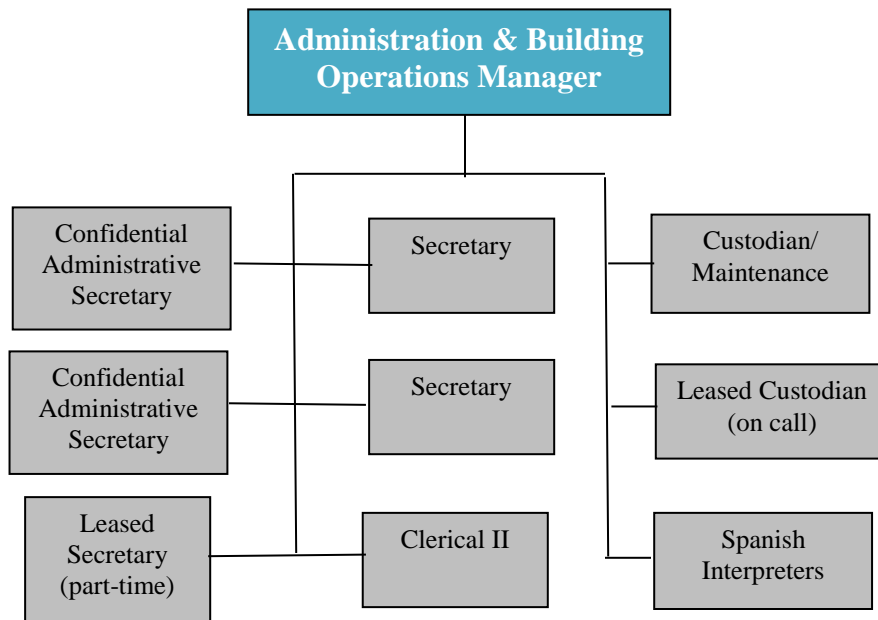 Administration & Building
Operations Manager
Confidential
Administrative
Secretary
Secretary
Custodian/
Maintenance
Confidential
Administrative
Secretary
Secretary
Leased Custodian
(on call)
Leased
Secretary
(part-time)
Clerical II
Spanish
Interpreters